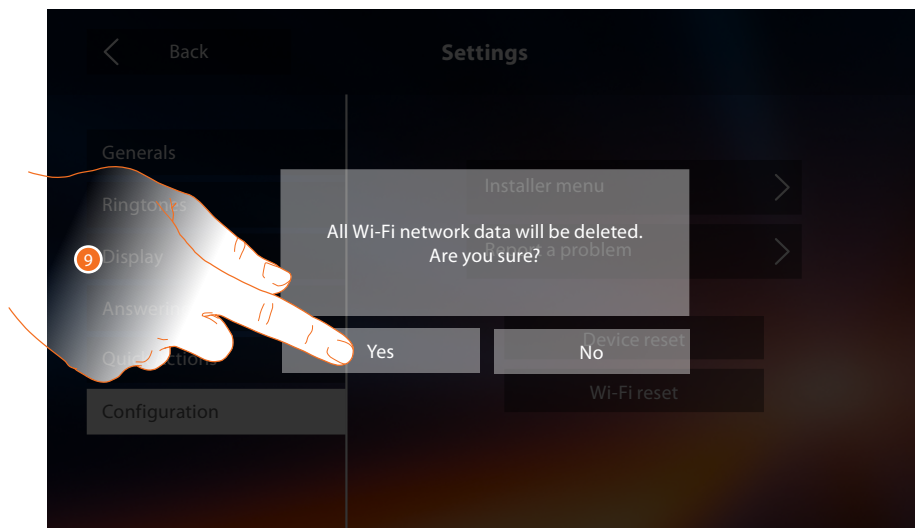 Back
Settings
Generals
Ringtones
Display
Configuration
Installer menu
Report a problem
Device reset
Wi-Fi reset
All Wi-Fi network data will be deleted.
Are you sure?
Yes
No
9